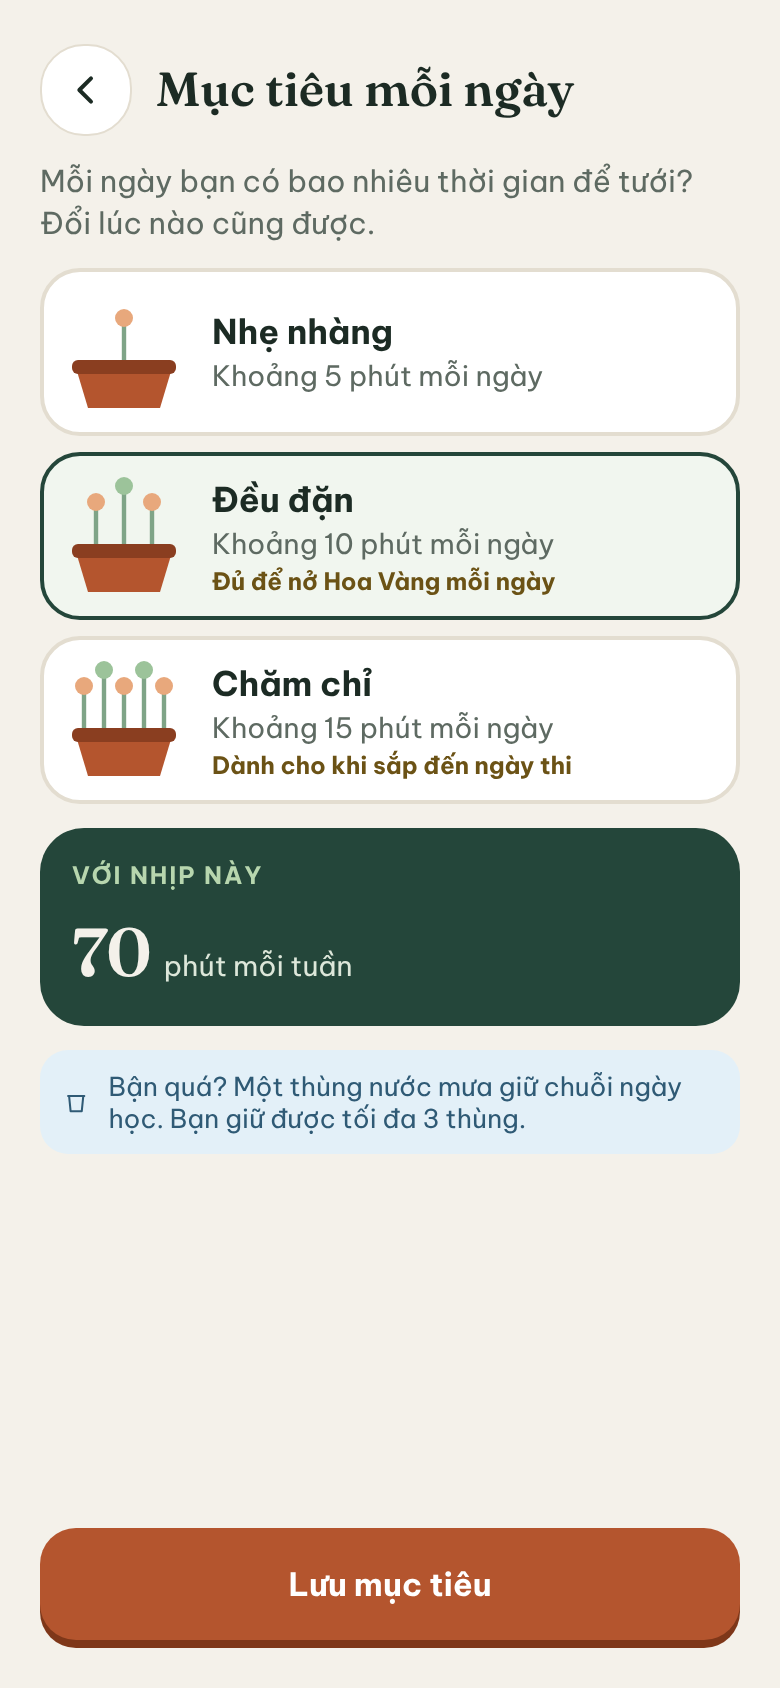 Mục tiêu mỗi ngày
Mỗi ngày bạn có bao nhiêu thời gian để tưới?
Đổi lúc nào cũng được.
Nhẹ nhàng
Khoảng 5 phút mỗi ngày
Đều đặn
Khoảng 10 phút mỗi ngày
Đủ để nở Hoa Vàng mỗi ngày
Chăm chỉ
Khoảng 15 phút mỗi ngày
Dành cho khi sắp đến ngày thi
VỚI NHỊP NÀY
70 phút mỗi tuần
Bận quá? Một thùng nước mưa giữ chuỗi ngày
học. Bạn giữ được tối đa 3 thùng.
Lưu mục tiêu